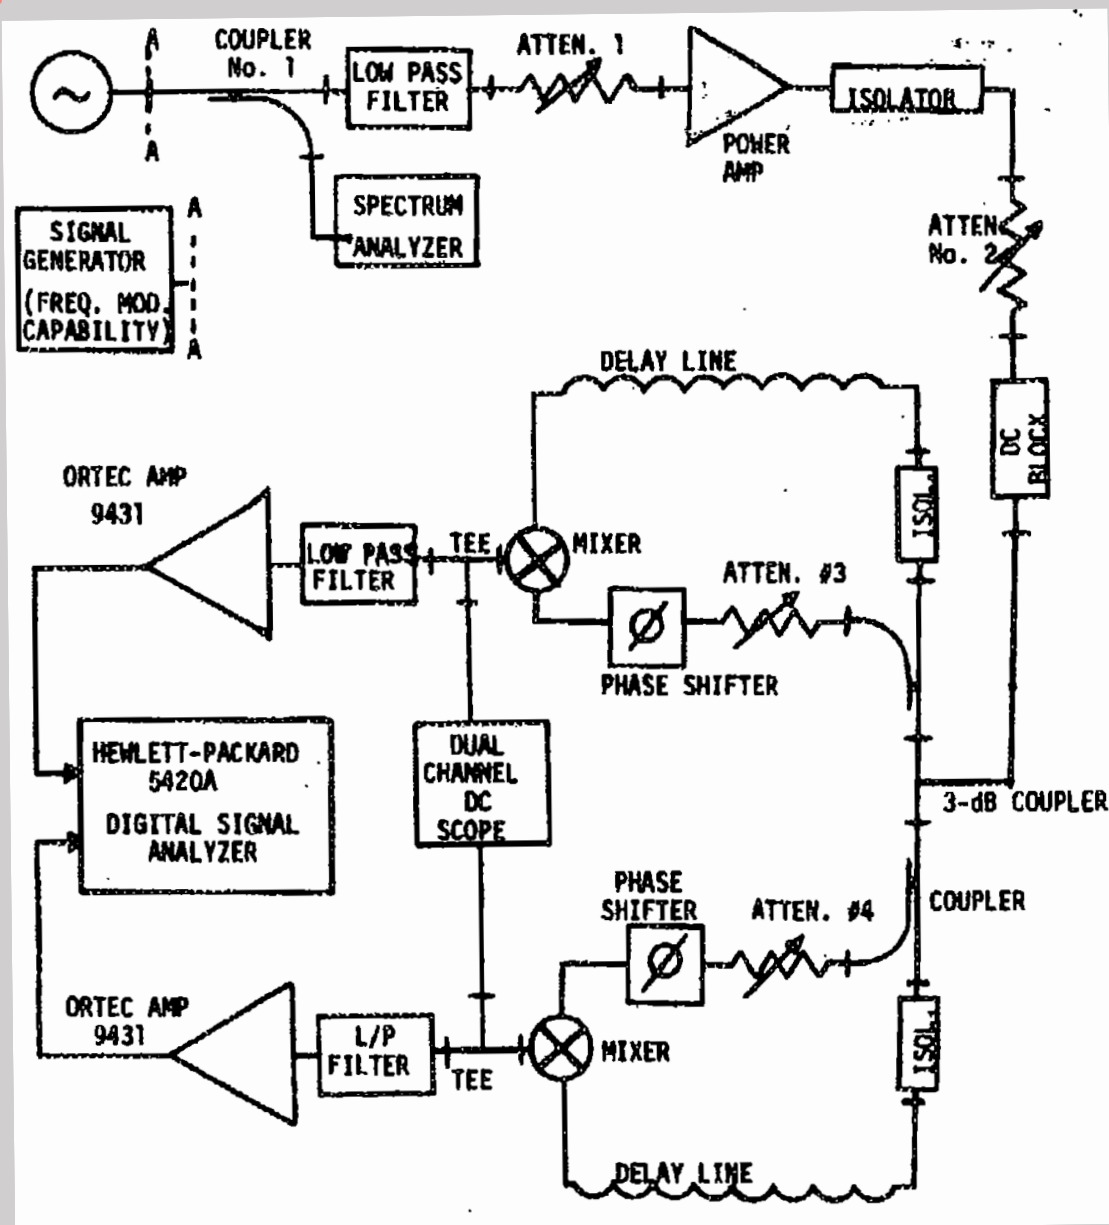 A
COUPLER
No. 1
ATTEN. 1
LOW PASS
FILTER
ISOLATOR
A
POWER
AMP
SPECTRUM
ANALYZER
A
SIGNAL
GENERATOR
(FREQ. MOD.
CAPABILITY)
A
ATTEN
No. 2
DELAY LINE
DC
BLOCK
ORTEC AMP
9431
ISOL.
LOW PASS
FILTER
TEE
MIXER
ATTEN. #3
PHASE SHIFTER
HEWLETT-PACKARD
5420A
DIGITAL SIGNAL
ANALYZER
DUAL
CHANNEL
DC
SCOPE
3-dB COUPLER
PHASE
SHIFTER
ATTEN. #4
COUPLER
ORTEC AMP
9431
L/P
FILTER
TEE
MIXER
ISOL.
DELAY LINE